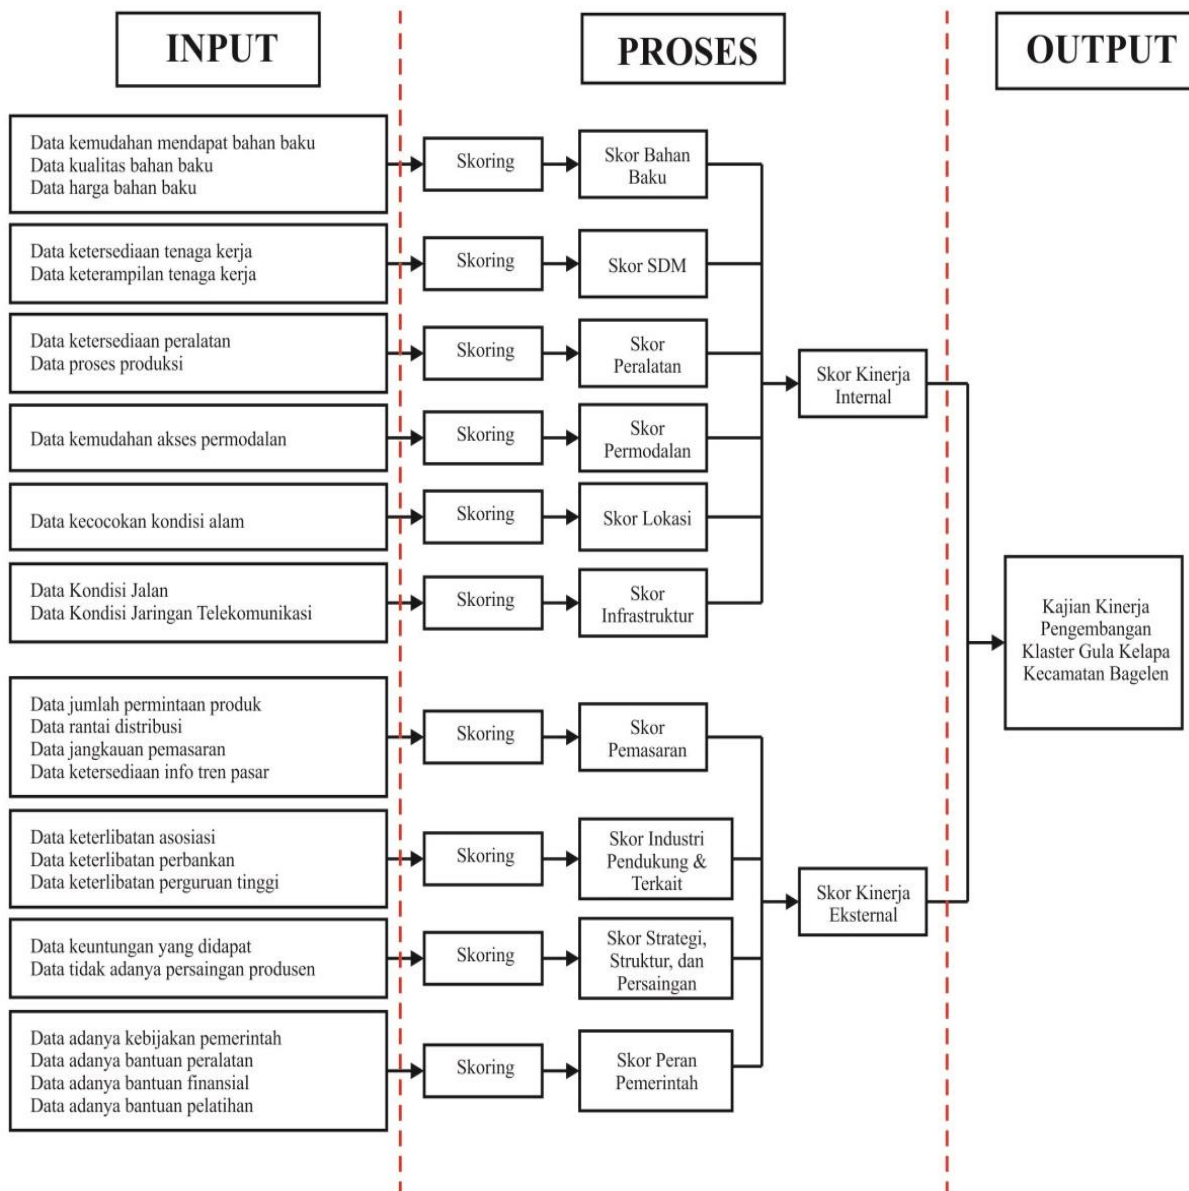 INPUT
PROSES
OUTPUT
Data kemudahan mendapat bahan baku
Data kualitas bahan baku
Data harga bahan baku
Skoring
Skor Bahan
Baku
Data ketersediaan tenaga kerja
Data keterampilan tenaga kerja
Skoring
Skor SDM
Data ketersediaan peralatan
Data proses produksi
Skoring
Skor
Peralatan
Data kemudahan akses permodalan
Skoring
Skor
Permodalan
Data kecocokan kondisi alam
Skoring
Skor Lokasi
Data Kondisi Jalan
Data Kondisi Jaringan Telekomunikasi
Skoring
Skor
Infrastruktur
Skor Kinerja
Internal
Data jumlah permintaan produk
Data rantai distribusi
Data jangkauan pemasaran
Data ketersediaan info tren pasar
Skoring
Skor
Pemasaran
Data keterlibatan asosiasi
Data keterlibatan perbankan
Data keterlibatan perguruan tinggi
Skoring
Skor Industri
Pendukung &
Terkait
Data keuntungan yang didapat
Data tidak adanya persaingan produsen
Skoring
Skor Strategi,
Struktur, dan
Persaingan
Data adanya kebijakan pemerintah
Data adanya bantuan peralatan
Data adanya bantuan finansial
Data adanya bantuan pelatihan
Skoring
Skor Peran
Pemerintah
Skor Kinerja
Eksternal
Kajian Kinerja
Pengembangan
Klaster Gula Kelapa
Kecamatan Bagelen